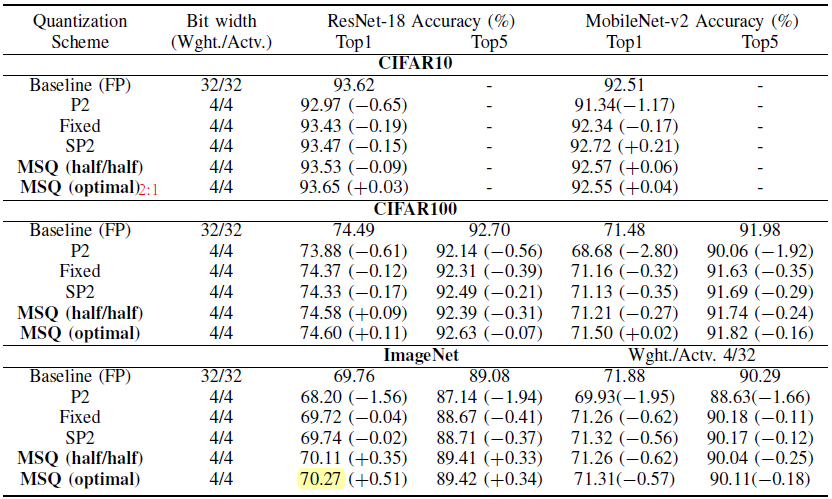 Quantization Bit width ResNet-18 Accuracy (%) MobileNet-v2 Accuracy (%)
Scheme (Wght./Actv.) Top1 Top5 Top1 Top5
CIFAR10
Baseline (FP) 32/32 93.62 - 92.51 -
P2 4/4 92.97 (−0.65) - 91.34(−1.17) -
Fixed 4/4 93.43 (−0.19) - 92.34 (−0.17) -
SP2 4/4 93.47 (−0.15) - 92.72 (+0.21) -
MSQ (half/half) 4/4 93.53 (−0.09) - 92.57 (+0.06) -
MSQ (optimal)2:1 4/4 93.65 (+0.03) - 92.55 (+0.04) -
CIFAR100
Baseline (FP) 32/32 74.49 92.70 71.48 91.98
P2 4/4 73.88 (−0.61) 92.14 (−0.56) 68.68 (−2.80) 90.06 (−1.92)
Fixed 4/4 74.37 (−0.12) 92.31 (−0.39) 71.16 (−0.32) 91.63 (−0.35)
SP2 4/4 74.33 (−0.17) 92.49 (−0.21) 71.13 (−0.35) 91.69 (−0.29)
MSQ (half/half) 4/4 74.58 (+0.09) 92.39 (−0.31) 71.21 (−0.27) 91.74 (−0.24)
MSQ (optimal) 4/4 74.60 (+0.11) 92.63 (−0.07) 71.50 (+0.02) 91.82 (−0.16)
ImageNet Wght./Actv. 4/32
Baseline (FP) 32/32 69.76 89.08 71.88 90.29
P2 4/4 68.20 (−1.56) 87.14 (−1.94) 69.93(−1.95) 88.63(−1.66)
Fixed 4/4 69.72 (−0.04) 88.67 (−0.41) 71.26 (−0.62) 90.18 (−0.11)
SP2 4/4 69.74 (−0.02) 88.71 (−0.37) 71.32 (−0.56) 90.17 (−0.12)
MSQ (half/half) 4/4 70.11 (+0.35) 89.41 (+0.33) 71.26 (−0.62) 90.04 (−0.25)
MSQ (optimal) 4/4 70.27 (+0.51) 89.42 (+0.34) 71.31(−0.57) 90.11(−0.18)